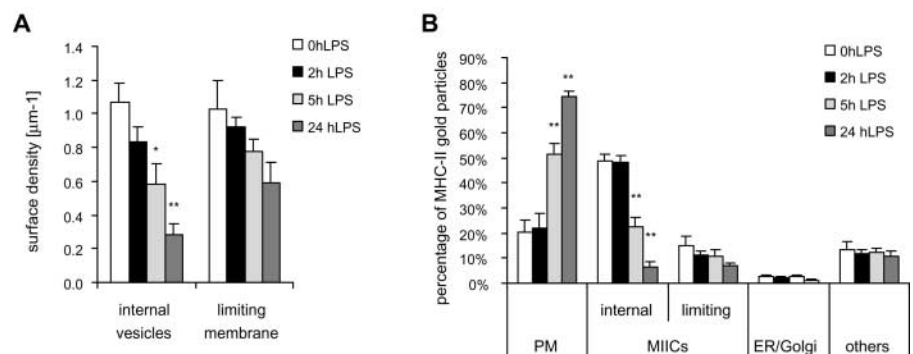 A
1.4
1.2
1.0
0.8
0.6
0.4
0.2
0.0
surface density [µm-1]
*
**
internal vesicles
limiting membrane
0hLPS
2h LPS
5h LPS
24 hLPS
B
90%
80%
70%
60%
50%
40%
30%
20%
10%
0%
percentage of MHC-II gold particles
**
**
**
**
0hLPS
2h LPS
5h LPS
24 hLPS
internal
limiting
PM
MIICs
ER/Golgi
others